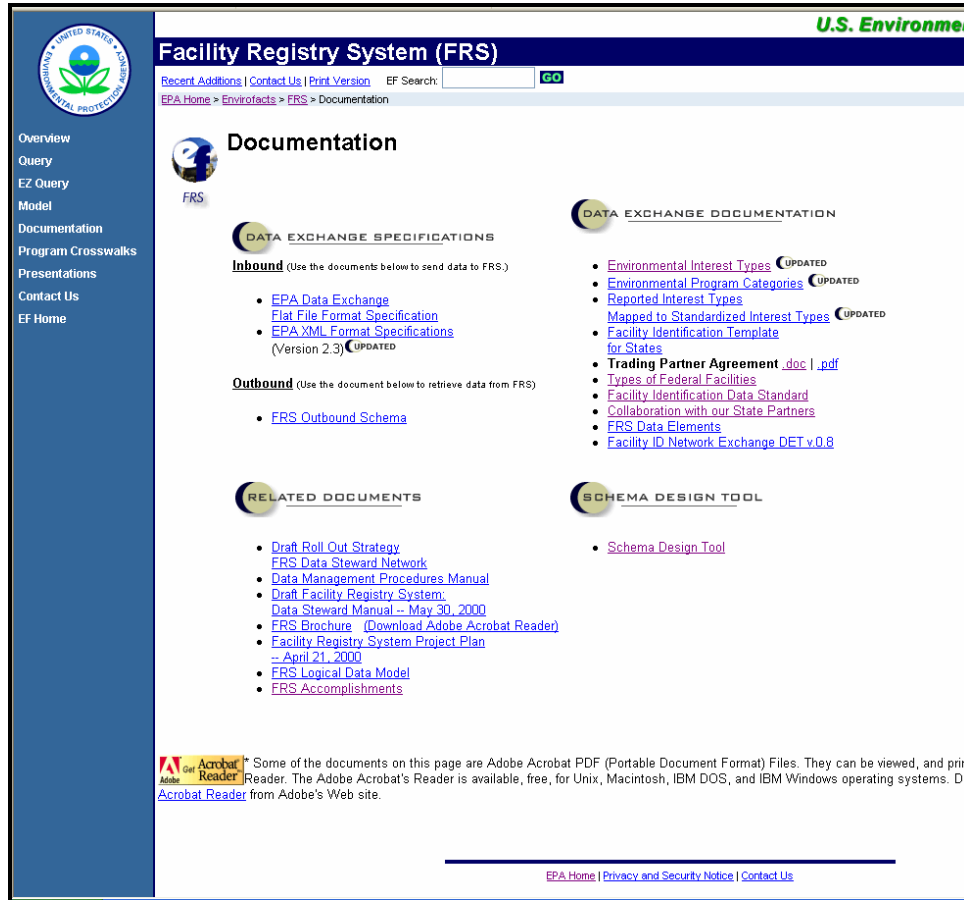 U.S. Environme
Facility Registry System (FRS)
Recent Additions | Contact Us | Print Version EF Search: GO
EPA Home > Envirofacts > FRS > Documentation
UNITED STATES
ENVIRONMENTAL PROTECTION AGENCY
Overview
Query
EZ Query
Model
Documentation
Program Crosswalks
Presentations
Contact Us
EF Home
ef
FRS
Documentation
DATA EXCHANGE SPECIFICATIONS
Inbound (Use the documents below to send data to FRS.)
• EPA Data Exchange
Flat File Format Specification
• EPA XML Format Specifications
(Version 2.3) UPDATED
Outbound (Use the document below to retrieve data from FRS)
• FRS Outbound Schema
DATA EXCHANGE DOCUMENTATION
• Environmental Interest Types UPDATED
• Environmental Program Categories UPDATED
• Reported Interest Types
Mapped to Standardized Interest Types UPDATED
• Facility Identification Template
for States
• Trading Partner Agreement .doc | .pdf
• Types of Federal Facilities
• Facility Identification Data Standard
• Collaboration with our State Partners
• FRS Data Elements
• Facility ID Network Exchange DET v.0.8
RELATED DOCUMENTS
• Draft Roll Out Strategy
FRS Data Steward Network
• Data Management Procedures Manual
• Draft Facility Registry System:
Data Steward Manual -- May 30, 2000
• FRS Brochure (Download Adobe Acrobat Reader)
• Facility Registry System Project Plan
-- April 21, 2000
• FRS Logical Data Model
• FRS Accomplishments
SCHEMA DESIGN TOOL
• Schema Design Tool
Adobe Get Acrobat Reader
* Some of the documents on this page are Adobe Acrobat PDF (Portable Document Format) Files. They can be viewed, and pri
Reader. The Adobe Acrobat's Reader is available, free, for Unix, Macintosh, IBM DOS, and IBM Windows operating systems. D
Acrobat Reader from Adobe's Web site.
EPA Home | Privacy and Security Notice | Contact Us